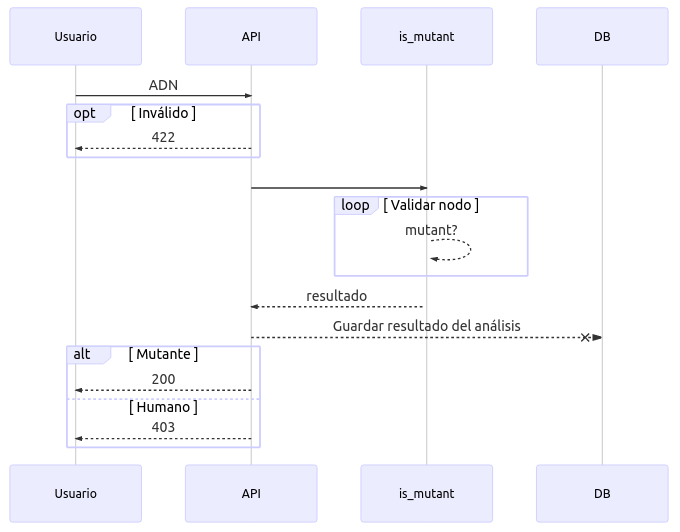 Usuario
API
is_mutant
DB
ADN
opt
[ Inválido ]
422
loop
[ Validar nodo ]
mutant?
resultado
Guardar resultado del análisis
alt
[ Mutante ]
200
[ Humano ]
403
Usuario
API
is_mutant
DB